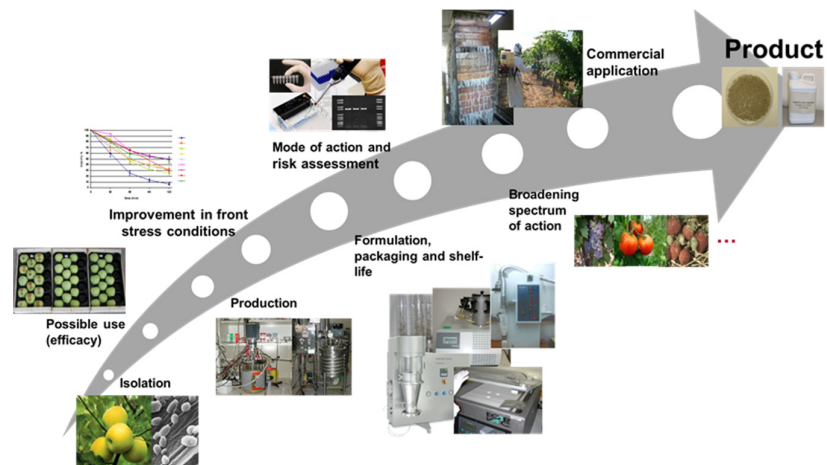 Product
Commercial
application
Mode of action and
risk assessment
Broadening
spectrum
of action
...
Improvement in front
stress conditions
Formulation,
packaging and shelf-
life
Production
Possible use
(efficacy)
Isolation